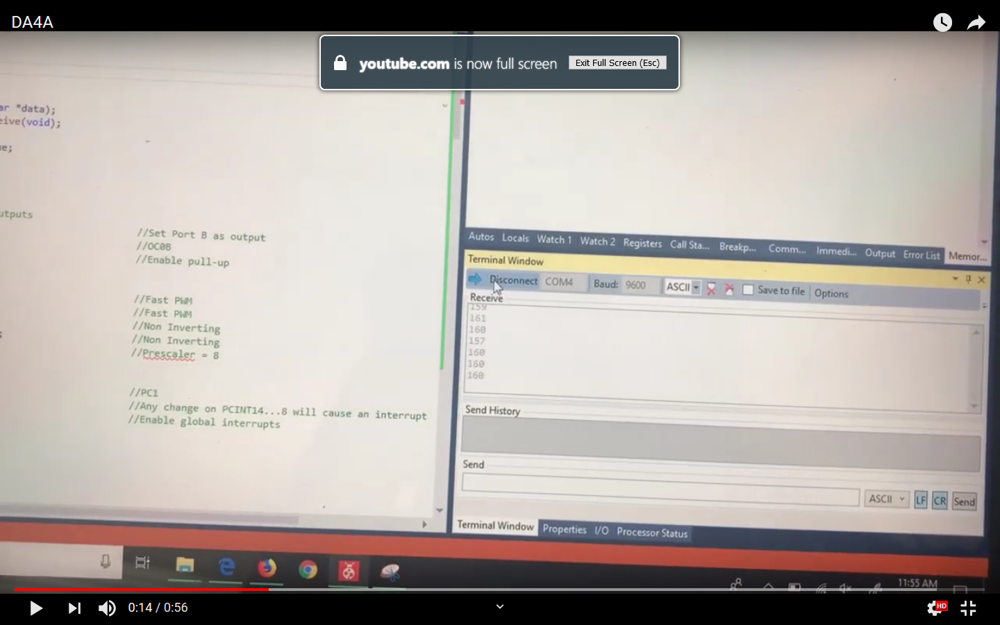 DA4A
youtube.com is now full screen
Exit Full Screen (Esc)
ar *data);
eive(void);
ue;
utputs
//Set Port B as output
//OC0B
//Enable pull-up
//Fast PWM
//Fast PWM
//Non Inverting
//Non Inverting
;
//Prescaler = 8
//PC1
//Any change on PCINT14...8 will cause an interrupt
//Enable global interrupts
Autos Locals Watch 1 Watch 2 Registers Call Sta... Breakp... Comm... Immedi... Output Error List Memor...
Terminal Window
Disconnect COM4 Baud: 9600 ASCII Save to file Options
Receive
159
161
160
157
160
160
160
Send History
Send
ASCII LF CR Send
Terminal Window Properties I/O Processor Status
11:55 AM
0:14 / 0:56
HD